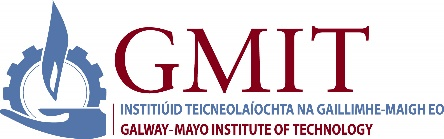 GMIT
INSTITIÚID TEICNEOLAÍOCHTA NA GAILLIMHE-MAIGH EO
GALWAY-MAYO INSTITUTE OF TECHNOLOGY